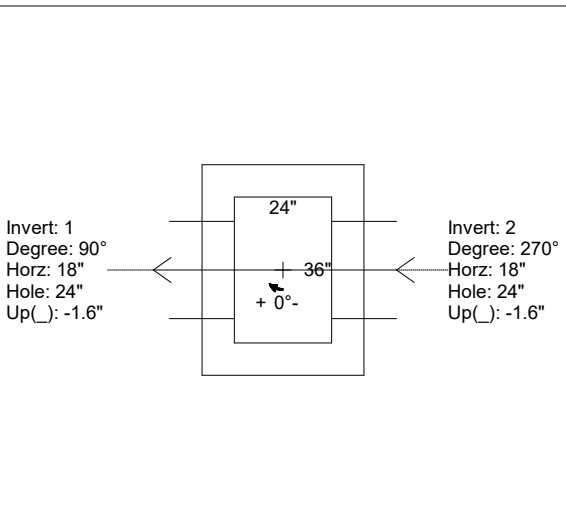 24"
Invert: 1
Degree: 90°
Horz: 18"
Hole: 24"
Up(_): -1.6"
36"
+ 0°-
Invert: 2
Degree: 270°
Horz: 18"
Hole: 24"
Up(_): -1.6"